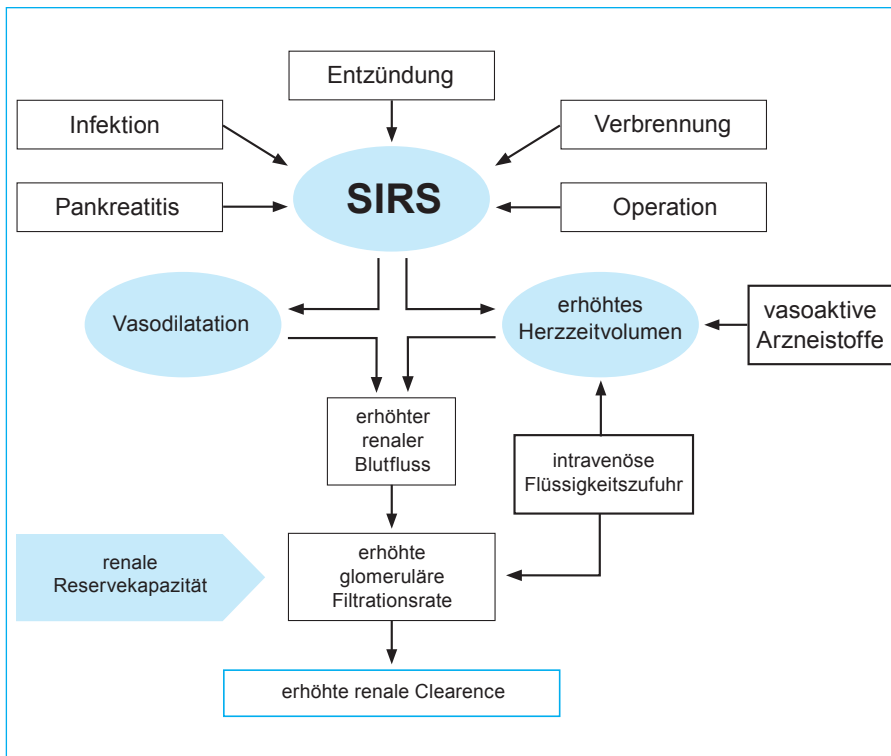 Entzündung
Infektion
Verbrennung
Pankreatitis
SIRS
Operation
Vasodilatation
erhöhtes
Herzzeitvolumen
vasoaktive
Arzneistoffe
erhöhter
renaler
Blutfluss
intravenöse
Flüssigkeitszufuhr
renale
Reservekapazität
erhöhte
glomeruläre
Filtrationsrate
erhöhte renale Clearence